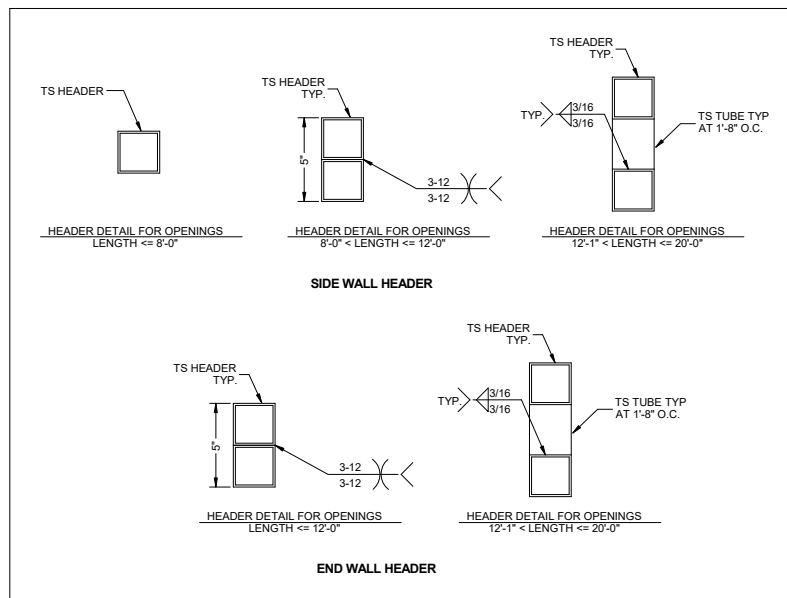 TS HEADER
TS HEADER
TYP.
5"
3-12
3-12
TS HEADER
TYP.
TYP.
3/16
3/16
TS TUBE TYP
AT 1'-8" O.C.
HEADER DETAIL FOR OPENINGS
LENGTH <= 8'-0"
HEADER DETAIL FOR OPENINGS
8'-0" < LENGTH <= 12'-0"
HEADER DETAIL FOR OPENINGS
12'-1" < LENGTH <= 20'-0"
SIDE WALL HEADER
TS HEADER
TYP.
5"
3-12
3-12
TS HEADER
TYP.
TYP.
3/16
3/16
TS TUBE TYP
AT 1'-8" O.C.
HEADER DETAIL FOR OPENINGS
LENGTH <= 12'-0"
HEADER DETAIL FOR OPENINGS
12'-1" < LENGTH <= 20'-0"
END WALL HEADER